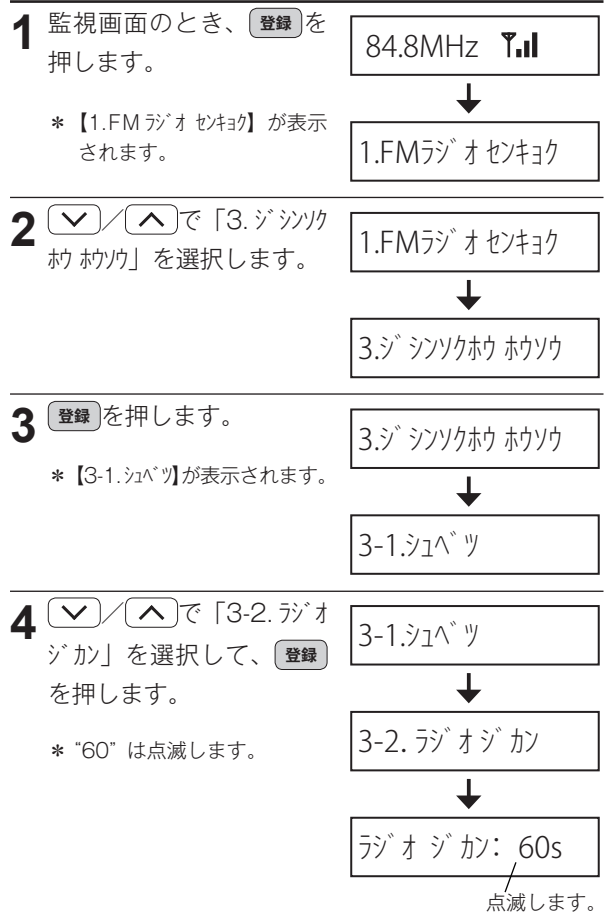 1 監視画面のとき、登録を
押します。
＊【1.FMﾗｼﾞｵ ｾﾝｷｮｸ】が表示
されます。
84.8MHz
↓
1.FMﾗｼﾞｵ ｾﾝｷｮｸ
2 ∨／∧で「3.ｼﾞｼﾝｿｸ
ﾎｳ ﾎｳｿｳ」を選択します。
1.FMﾗｼﾞｵ ｾﾝｷｮｸ
↓
3.ｼﾞｼﾝｿｸﾎｳ ﾎｳｿｳ
3 登録を押します。
＊【3-1.ｼｭﾍﾞﾂ】が表示されます。
3.ｼﾞｼﾝｿｸﾎｳ ﾎｳｿｳ
↓
3-1.ｼｭﾍﾞﾂ
4 ∨／∧で「3-2.ﾗｼﾞｵ
ｼﾞｶﾝ」を選択して、登録
を押します。
＊“60”は点滅します。
3-1.ｼｭﾍﾞﾂ
↓
3-2. ﾗｼﾞｵ ｼﾞｶﾝ
↓
ﾗｼﾞｵ ｼﾞｶﾝ: 60s
点滅します。